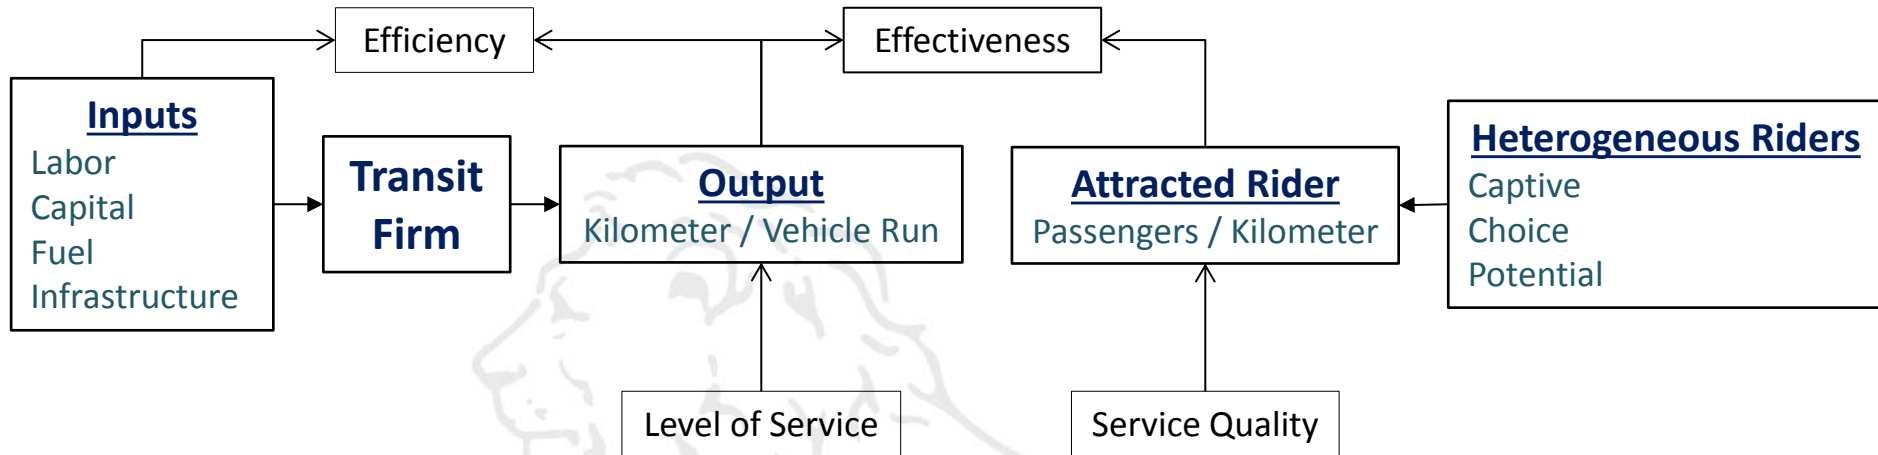 Efficiency
Effectiveness
Inputs
Labor
Capital
Fuel
Infrastructure
Transit
Firm
Output
Kilometer / Vehicle Run
Attracted Rider
Passengers / Kilometer
Heterogeneous Riders
Captive
Choice
Potential
Level of Service
Service Quality